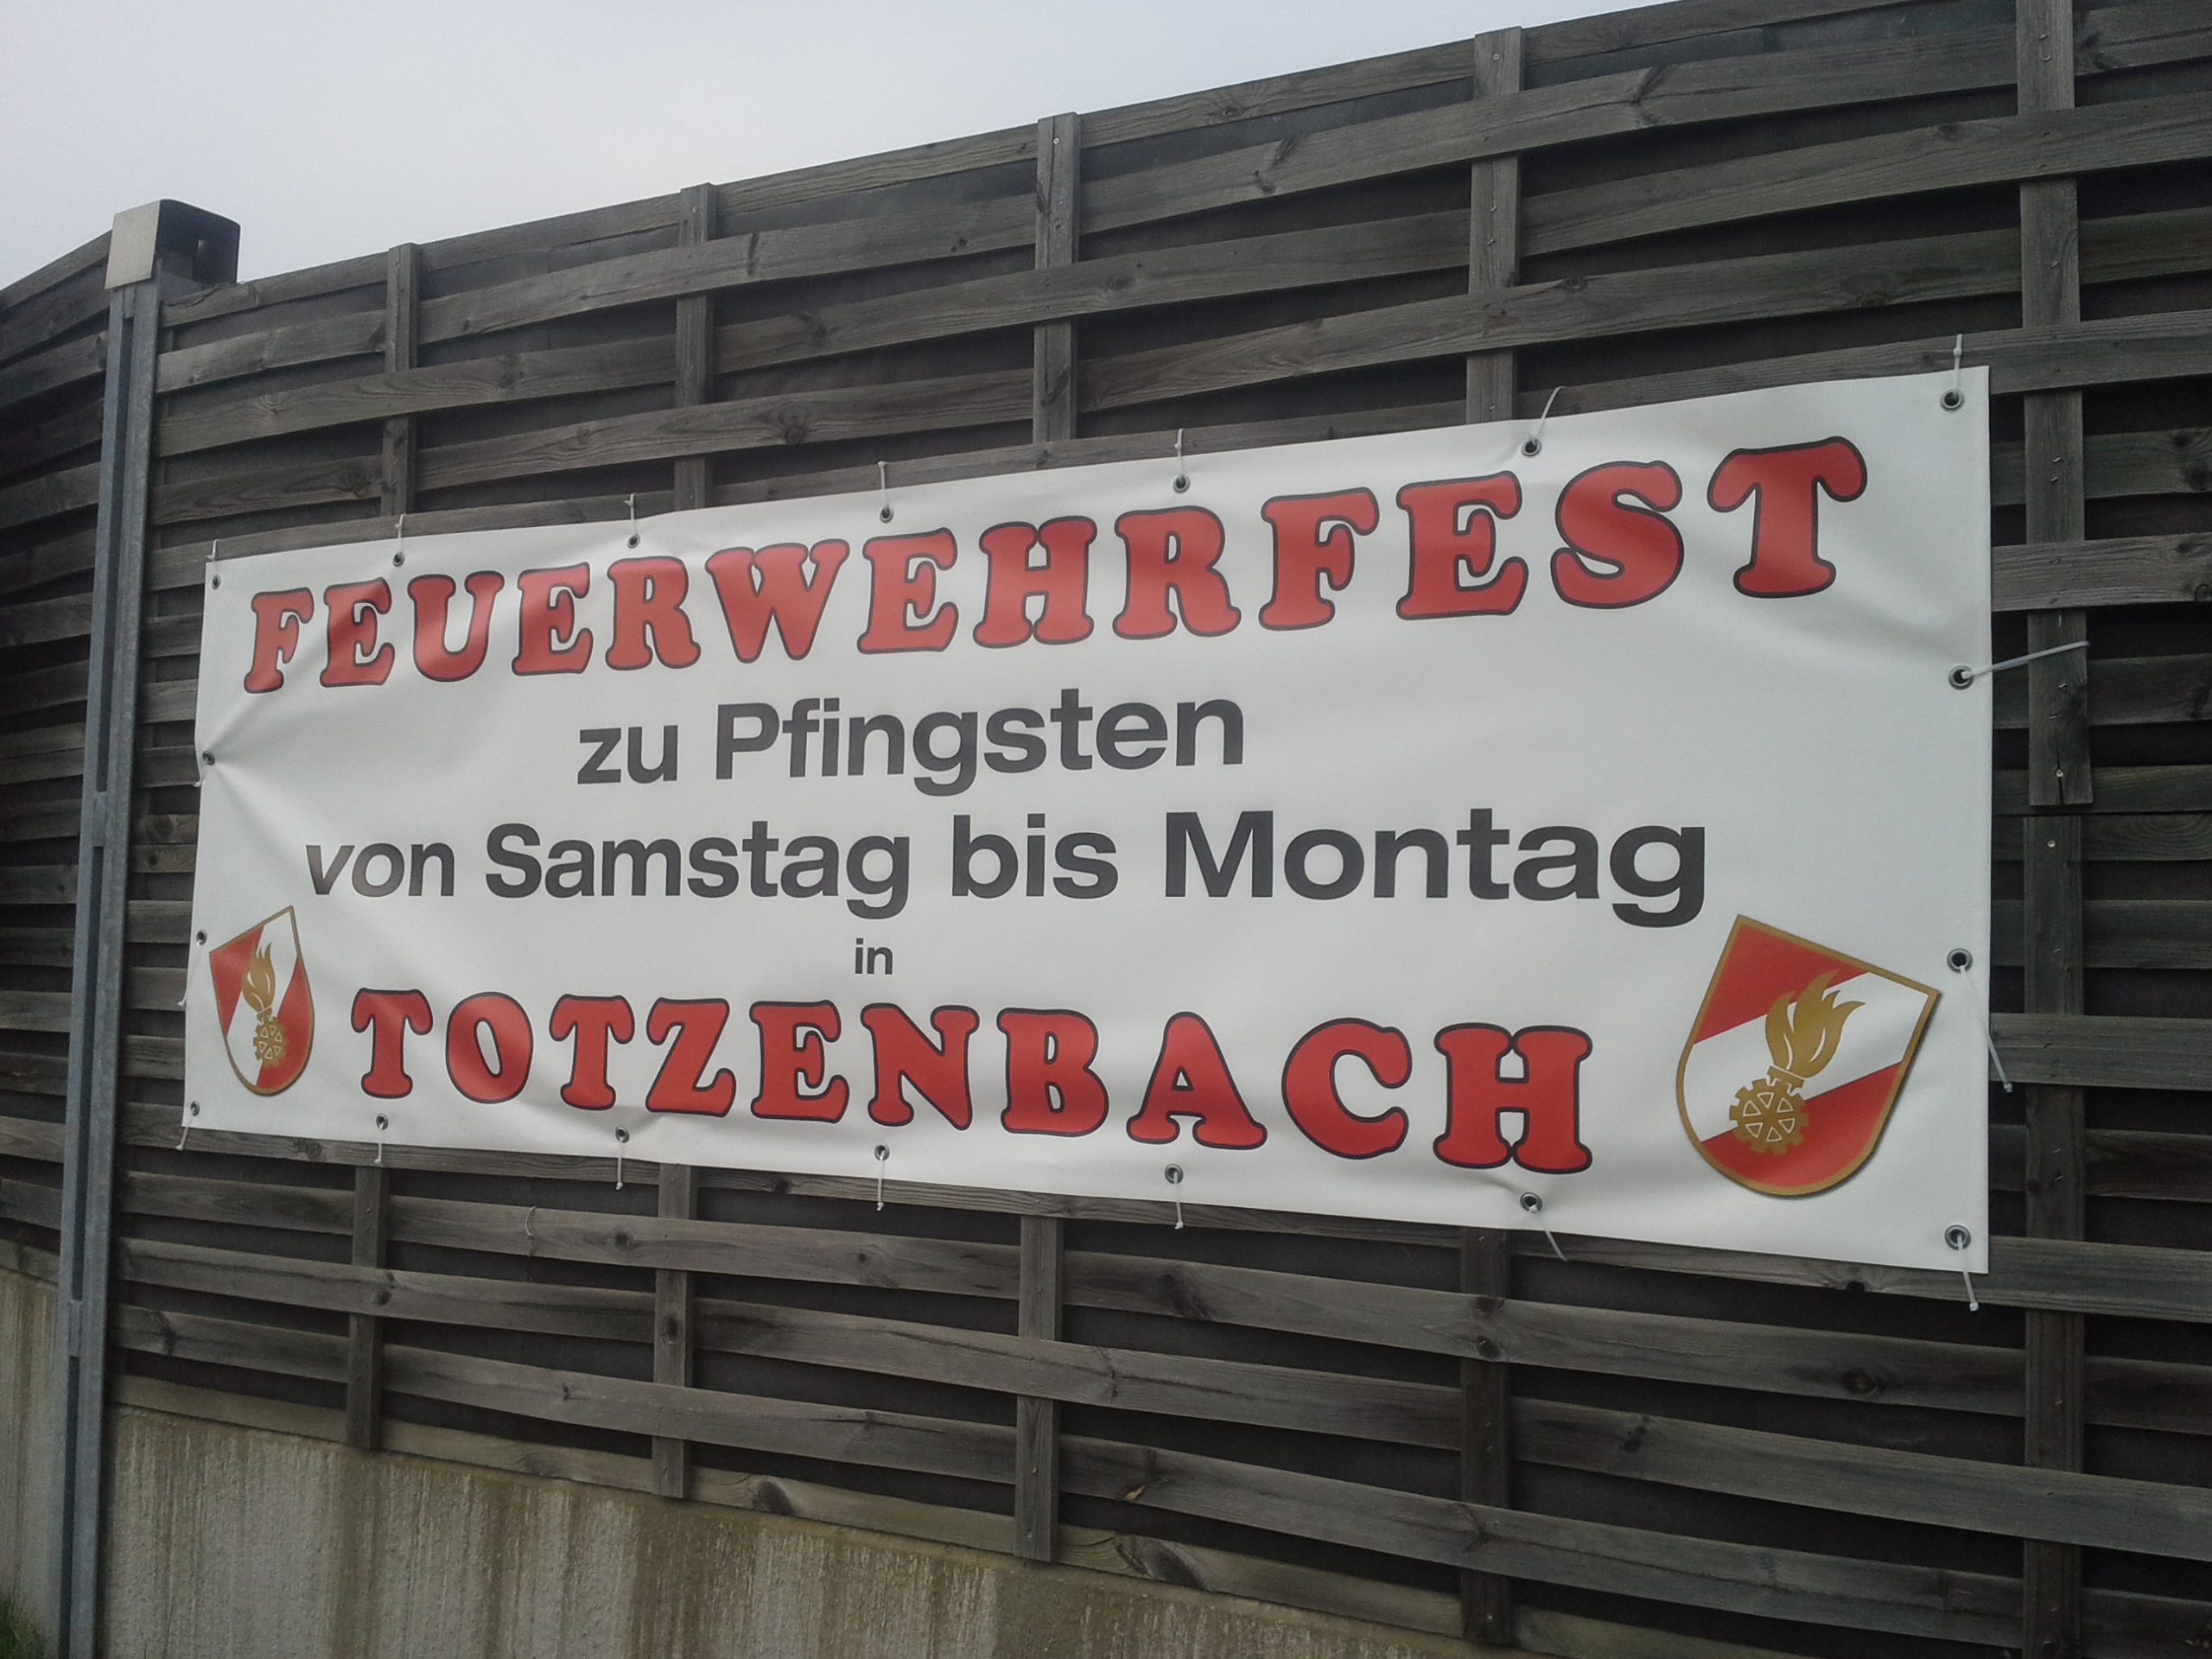 FEUERWEHRFEST
zu Pfingsten
von Samstag bis Montag
in
TOTZENBACH